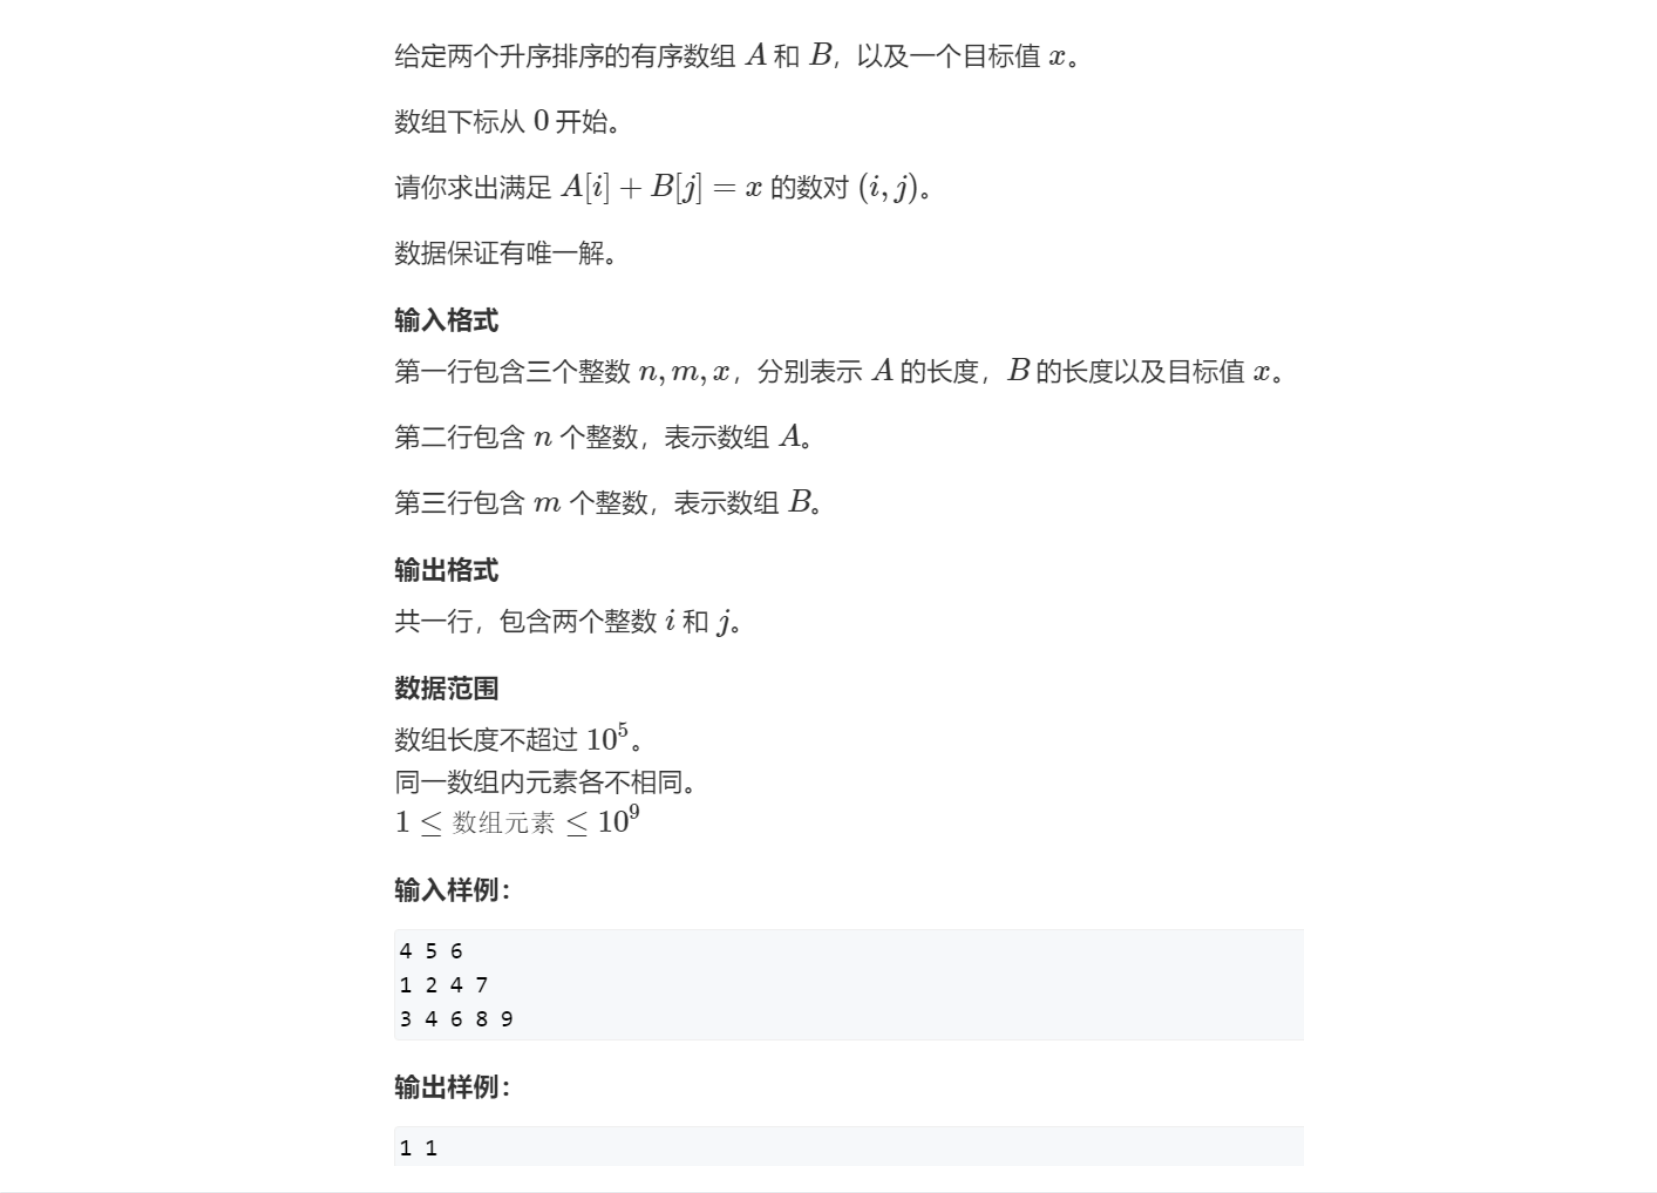 给定两个升序排序的有序数组 A 和 B，以及一个目标值 x。
数组下标从 0 开始。
请你求出满足 A[i] + B[j] = x 的数对 (i, j)。
数据保证有唯一解。
输入格式
第一行包含三个整数 n, m, x，分别表示 A 的长度，B 的长度以及目标值 x。
第二行包含 n 个整数，表示数组 A。
第三行包含 m 个整数，表示数组 B。
输出格式
共一行，包含两个整数 i 和 j。
数据范围
数组长度不超过 10⁵。
同一数组内元素各不相同。
1 ≤ 数组元素 ≤ 10⁹
输入样例：
4 5 6
1 2 4 7
3 4 6 8 9
输出样例：
1 1